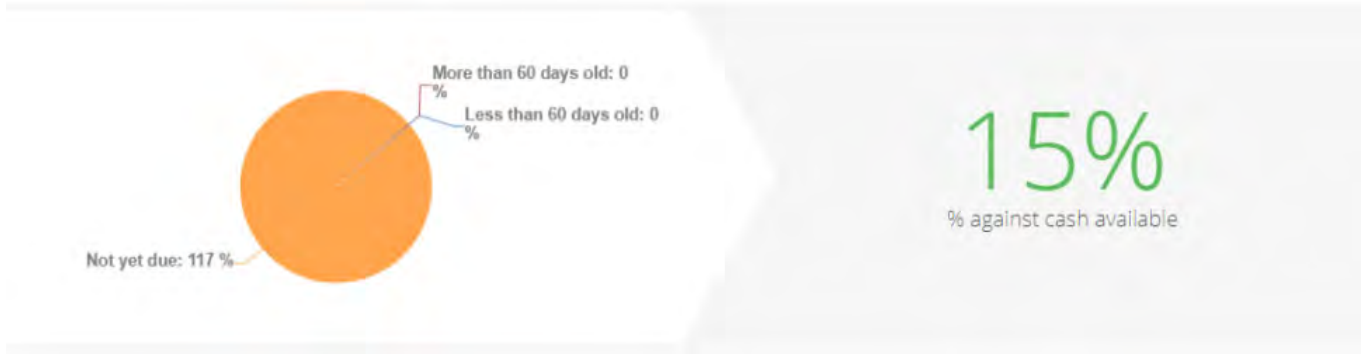 More than 60 days old: 0
%
Less than 60 days old: 0
%
Not yet due: 117 %
15%
% against cash available